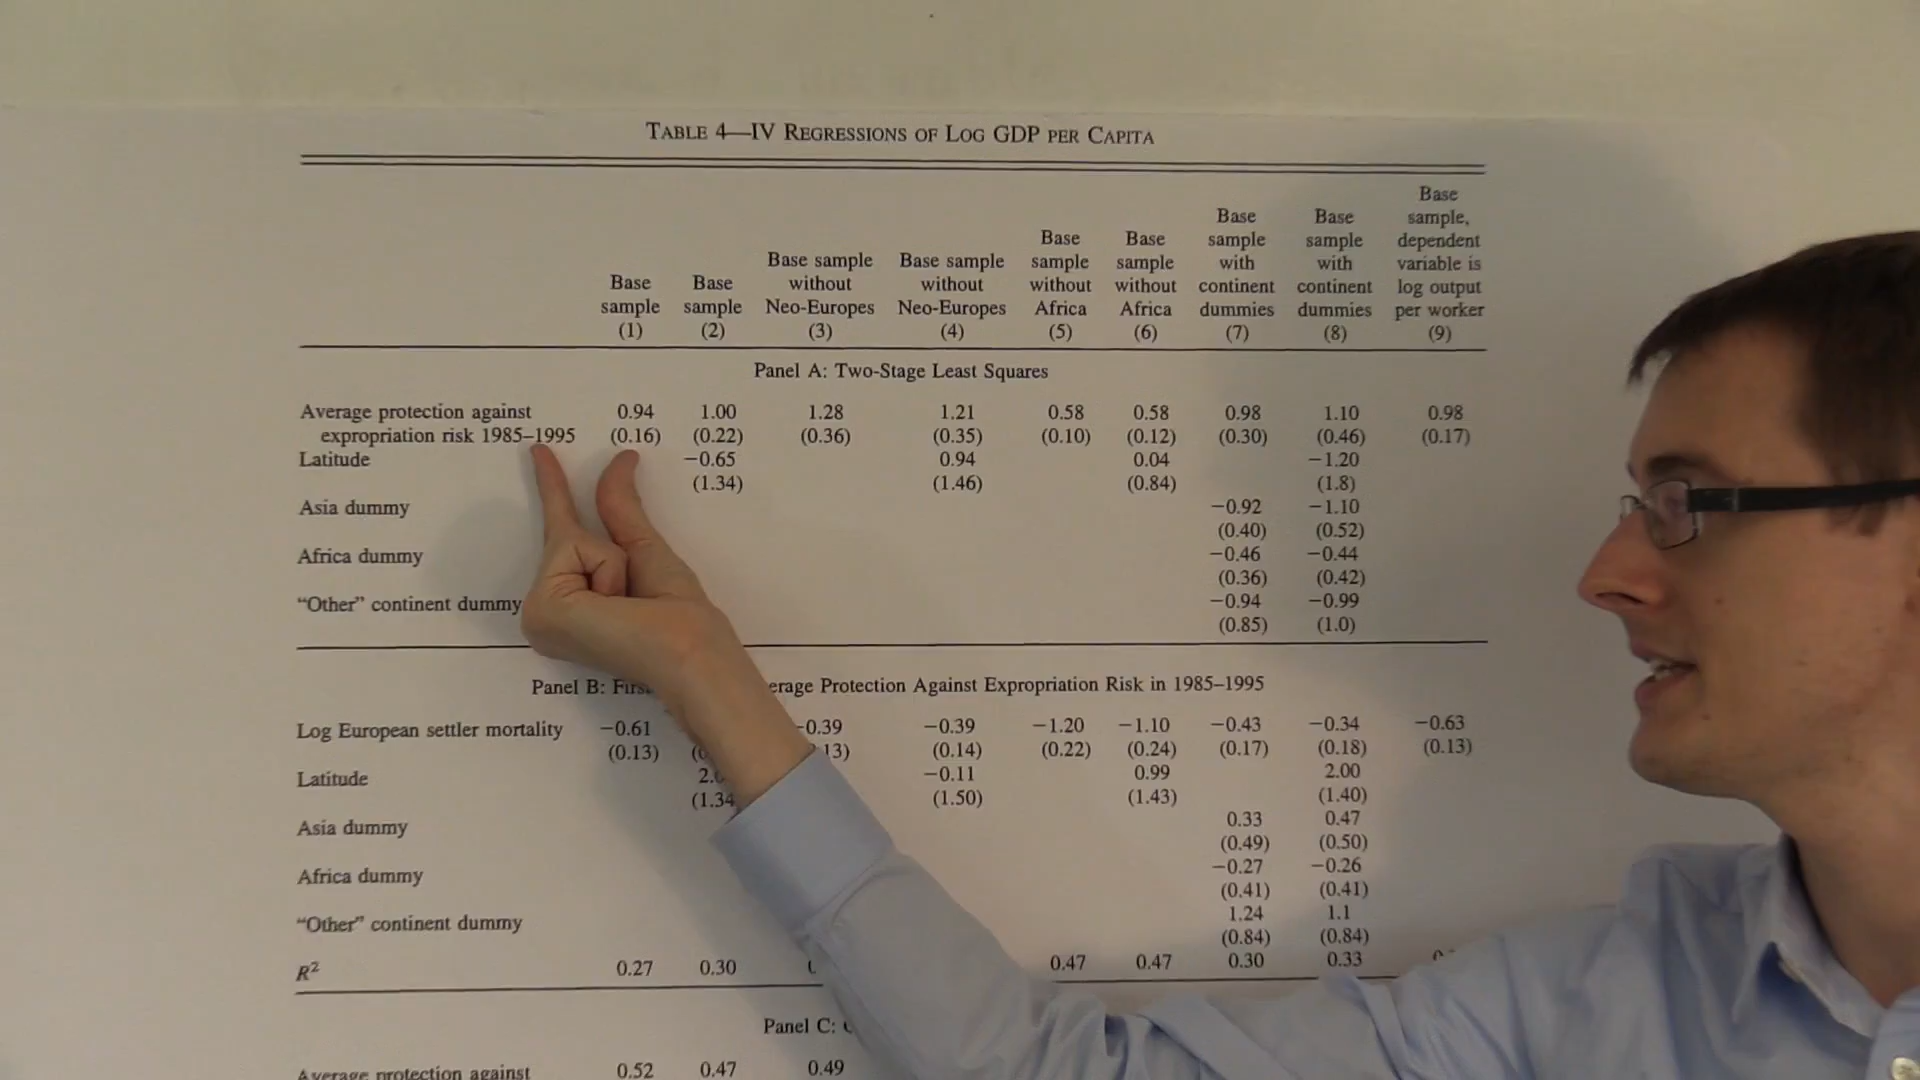 TABLE 4—IV REGRESSIONS OF LOG GDP PER CAPITA
Base sample (1) Base sample (2) Base sample without Neo-Europes (3) Base sample without Neo-Europes (4) Base sample without Africa (5) Base sample without Africa (6) Base sample with continent dummies (7) Base sample with continent dummies (8) Base sample, dependent variable is log output per worker (9)
Panel A: Two-Stage Least Squares
Average protection against 0.94 1.00 1.28 1.21 0.58 0.58 0.98 1.10 0.98
expropriation risk 1985–1995 (0.16) (0.22) (0.36) (0.35) (0.10) (0.12) (0.30) (0.46) (0.17)
Latitude −0.65 0.94 0.04 −1.20
(1.34) (1.46) (0.84) (1.8)
Asia dummy −0.92 −1.10
(0.40) (0.52)
Africa dummy −0.46 −0.44
(0.36) (0.42)
“Other” continent dummy −0.94 −0.99
(0.85) (1.0)
Panel B: Protection Against Expropriation Risk in 1985–1995
Log European settler mortality −0.61 −0.39 −0.39 −1.20 −1.10 −0.43 −0.34 −0.63
(0.13) (0.14) (0.22) (0.24) (0.17) (0.18) (0.13)
Latitude −0.11 0.99 2.00
(1.34 (1.50) (1.43) (1.40)
Asia dummy 0.33 0.47
(0.49) (0.50)
Africa dummy −0.27 −0.26
(0.41) (0.41)
“Other” continent dummy 1.24 1.1
(0.84) (0.84)
R² 0.27 0.30 0.47 0.47 0.30 0.33
Panel C:
Average protection against 0.52 0.47 0.49